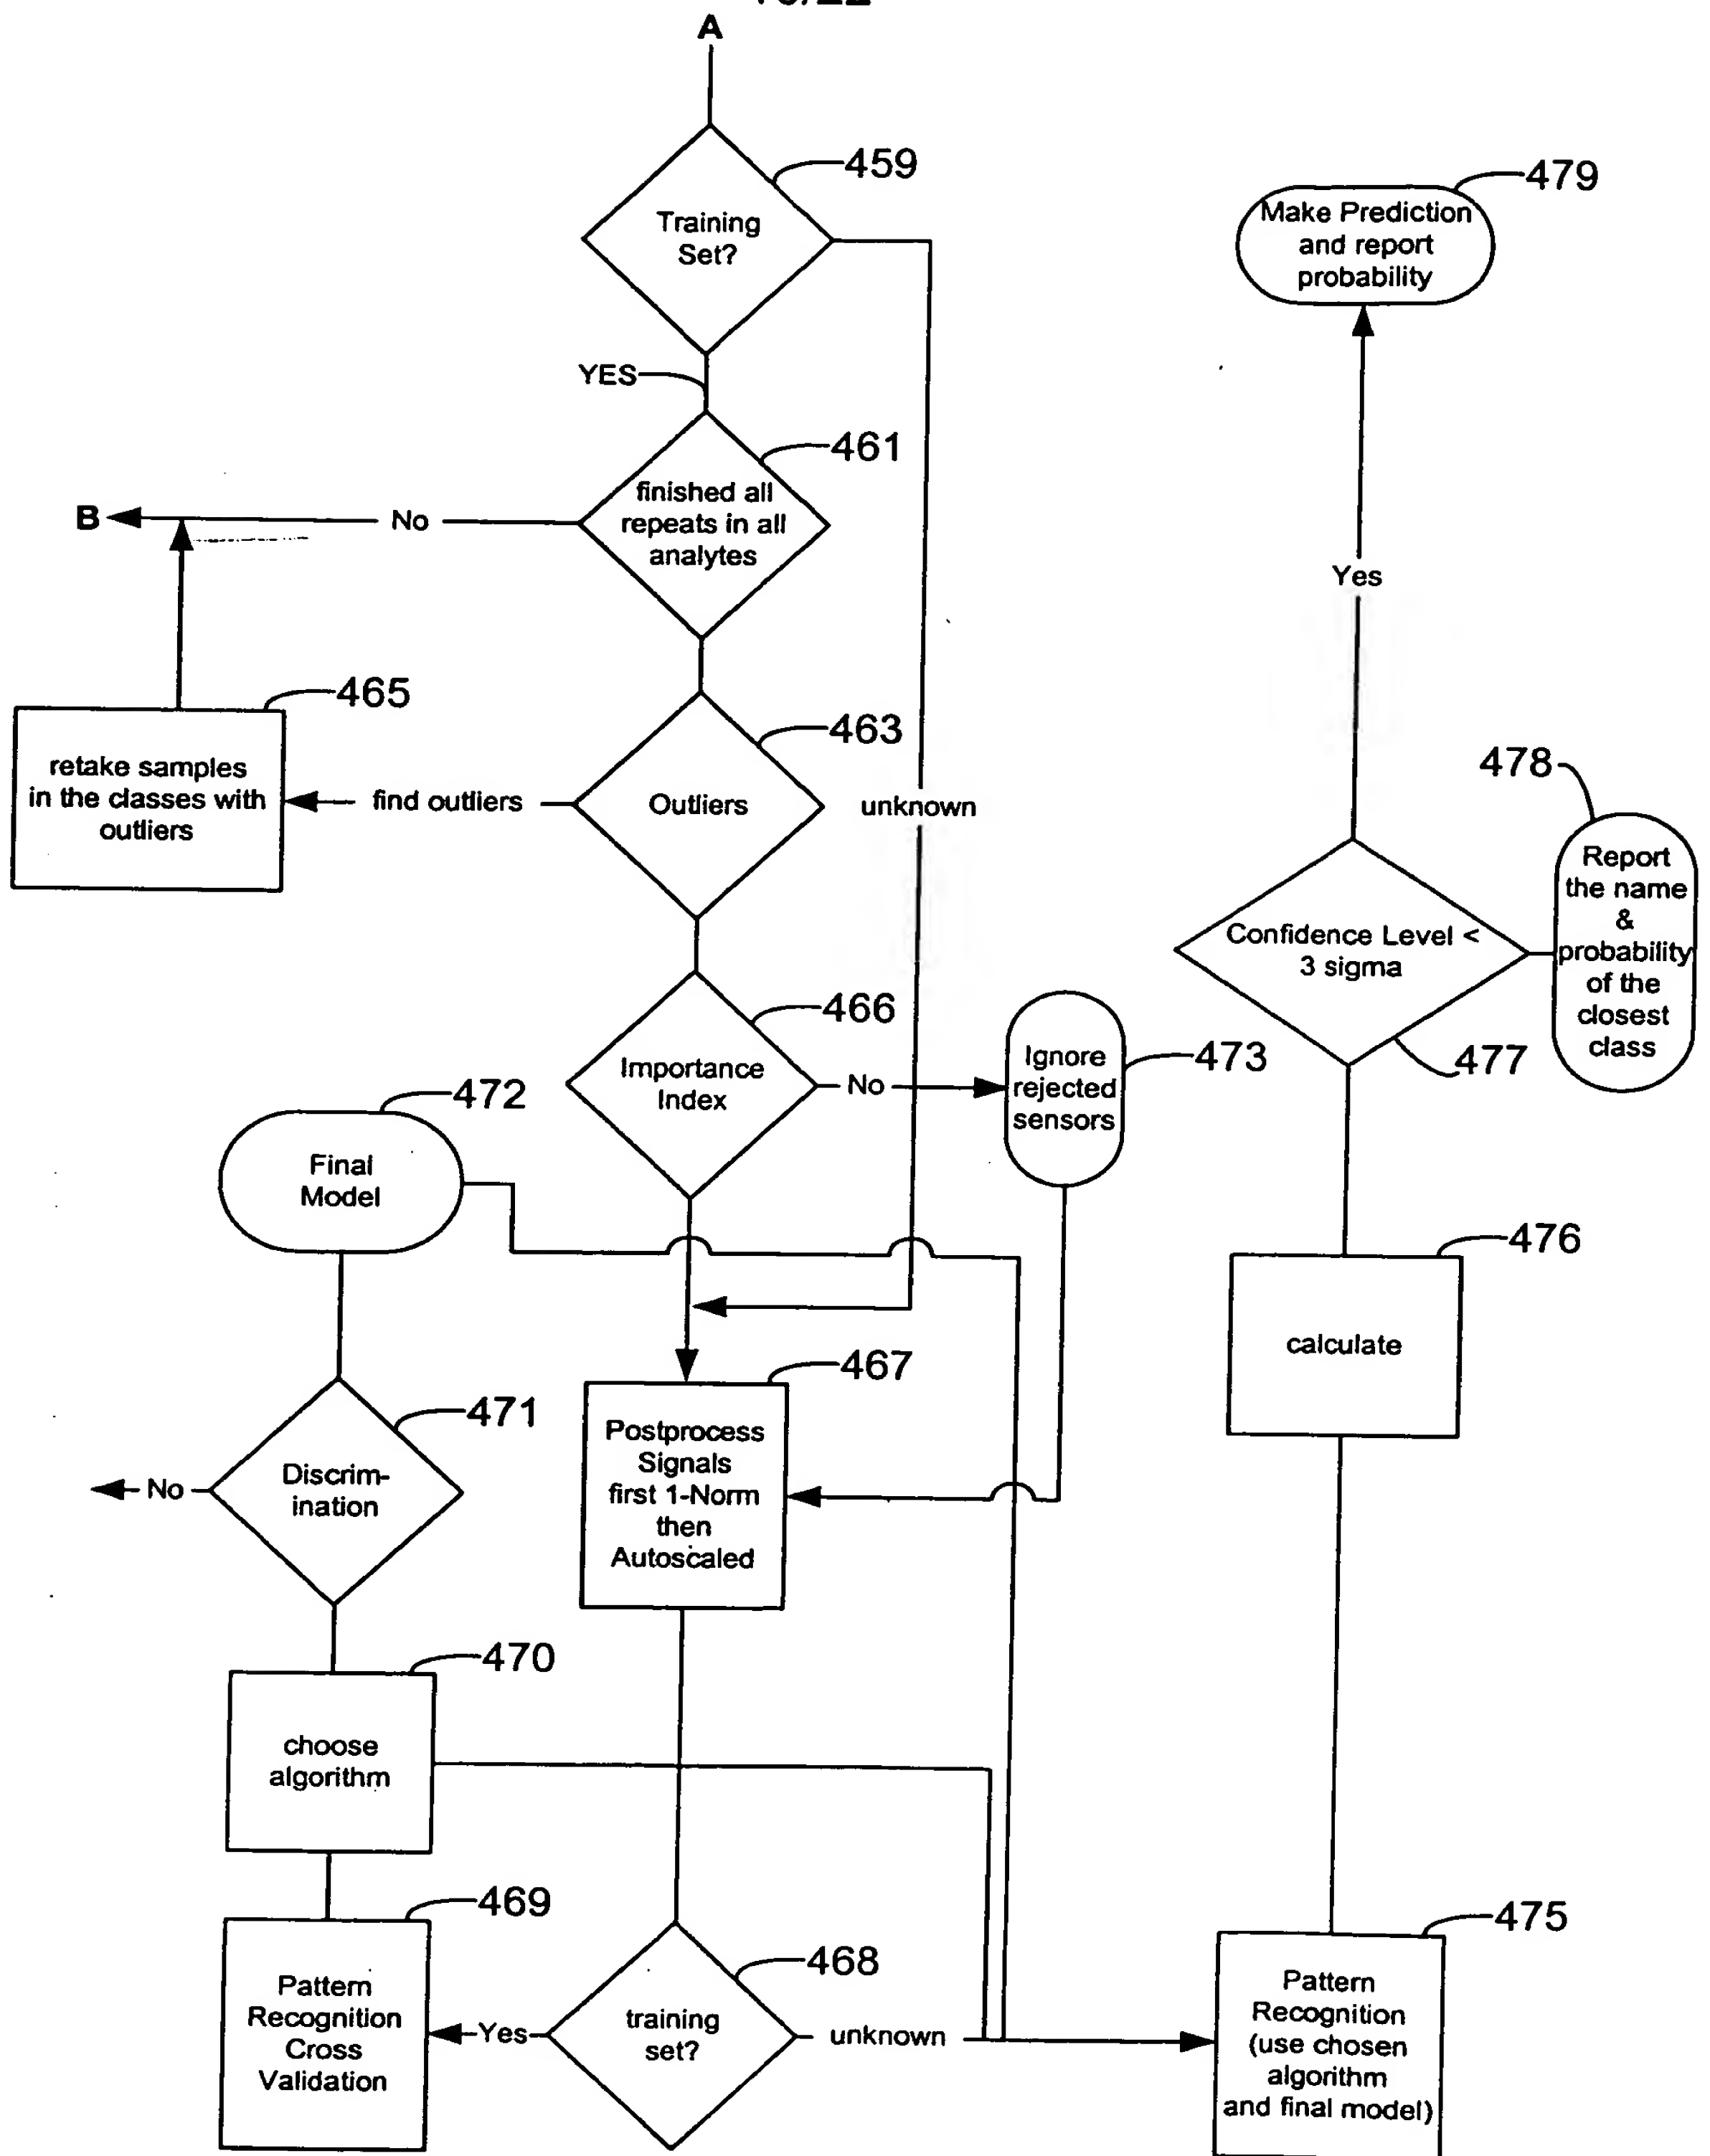 A
459
Training
Set?
YES
461
finished all
repeats in all
analytes
No
B
465
retake samples
in the classes with
outliers
463
find outliers
Outliers
unknown
466
Importance
Index
No
473
Ignore
rejected
sensors
472
Final
Model
467
Postprocess
Signals
first 1-Norm
then
Autoscaled
471
Discrim-
ination
No
470
choose
algorithm
469
Pattern
Recognition
Cross
Validation
468
Yes
training
set?
unknown
479
Make Prediction
and report
probability
Yes
478
Report
the name
&
probability
of the
closest
class
Confidence Level <
3 sigma
477
476
calculate
475
Pattern
Recognition
(use chosen
algorithm
and final model)